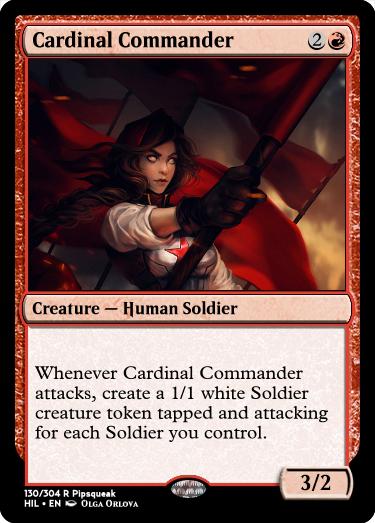 Cardinal Commander 2
Creature — Human Soldier
Whenever Cardinal Commander
attacks, create a 1/1 white Soldier
creature token tapped and attacking
for each Soldier you control.
3/2
130/304 R Pipsqueak
HIL • EN Olga Orlova